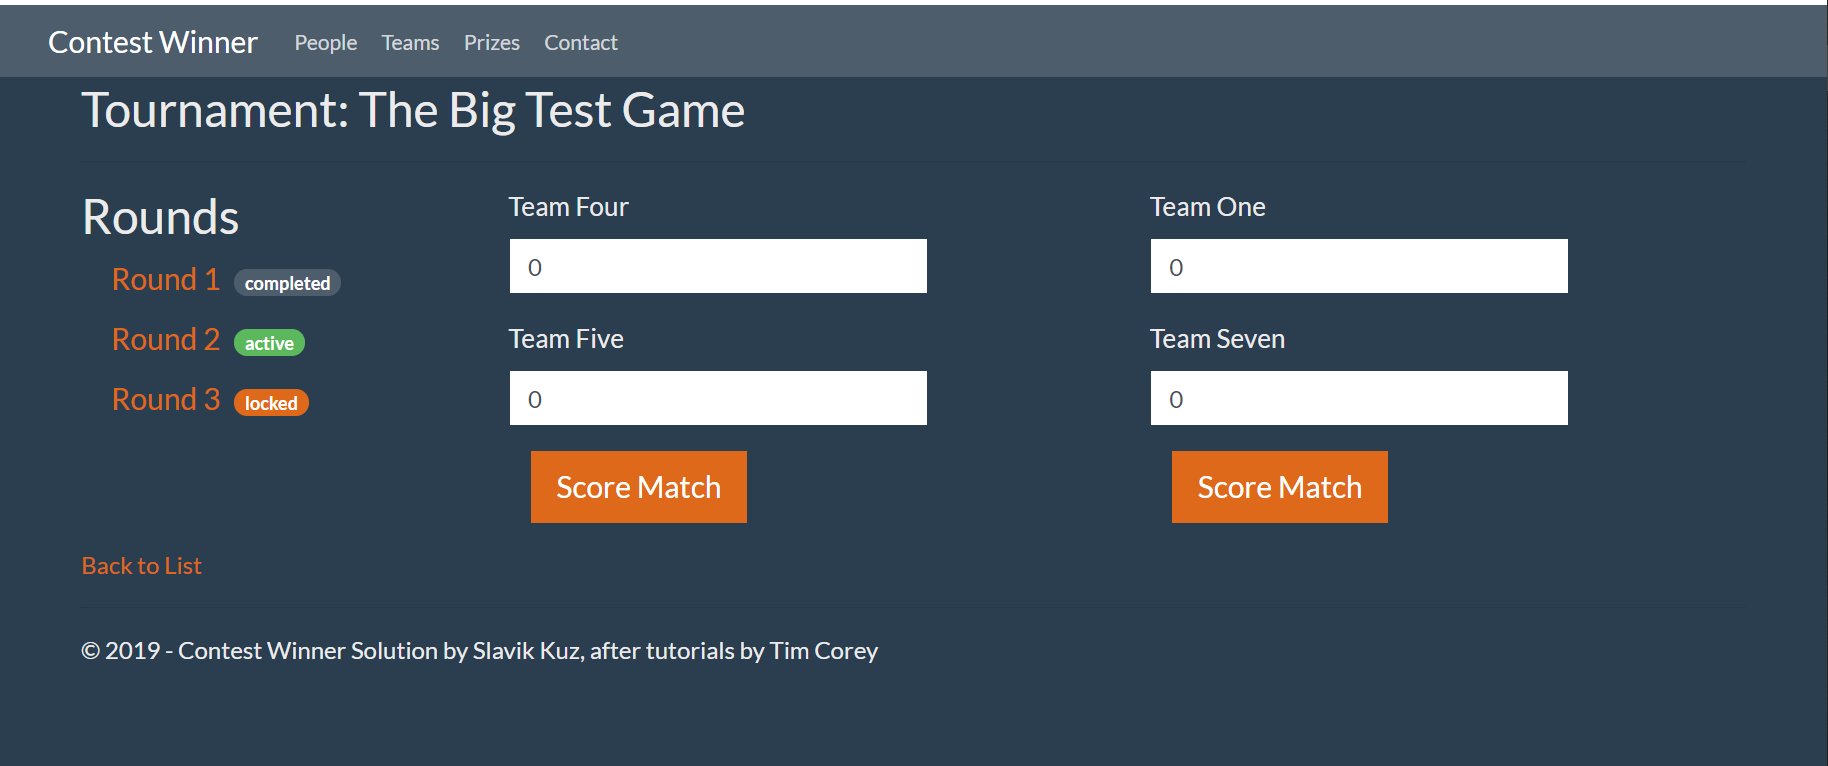 Contest Winner People Teams Prizes Contact
Tournament: The Big Test Game
Rounds
Round 1 completed
Round 2 active
Round 3 locked
Team Four
0
Team Five
0
Score Match
Team One
0
Team Seven
0
Score Match
Back to List
© 2019 - Contest Winner Solution by Slavik Kuz, after tutorials by Tim Corey